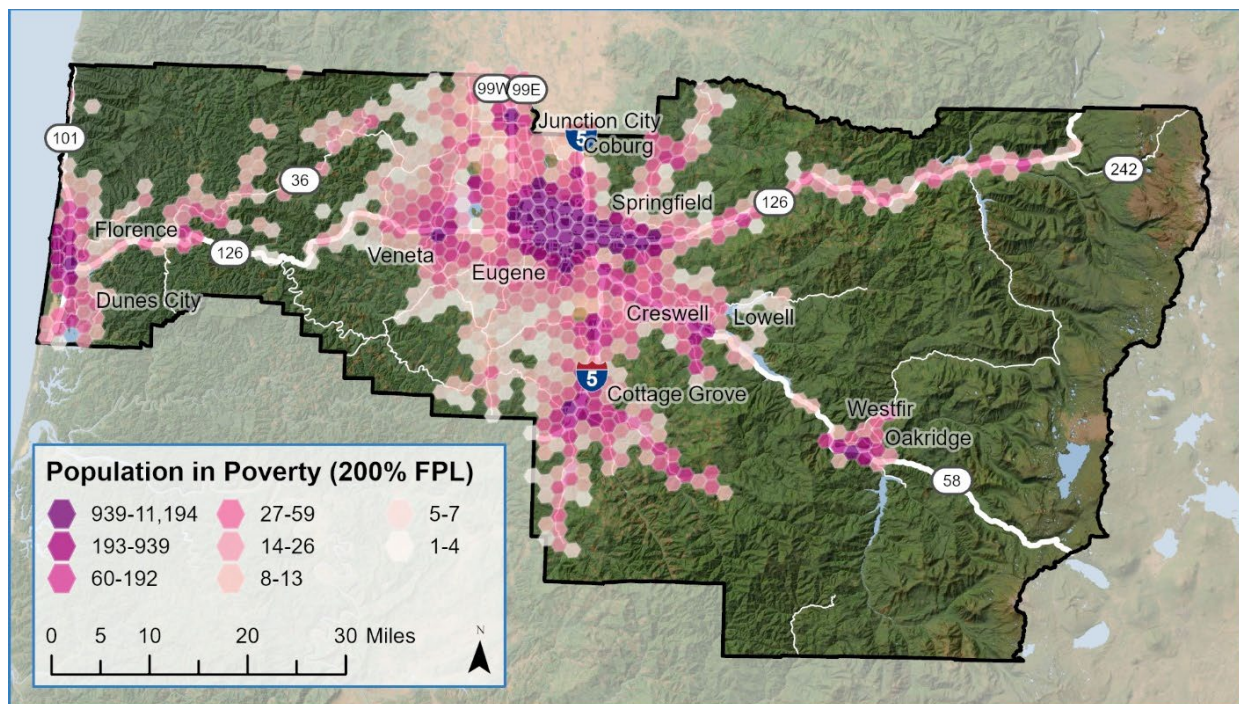 99W 99E
101
Junction City
5
Coburg
242
36
Springfield
126
Florence
126
Veneta
Eugene
Dunes City
Creswell
Lowell
5
Cottage Grove
Westfir
Oakridge
58
Population in Poverty (200% FPL)
939-11,194 27-59 5-7
193-939 14-26 1-4
60-192 8-13
0 5 10 20 30 Miles
N